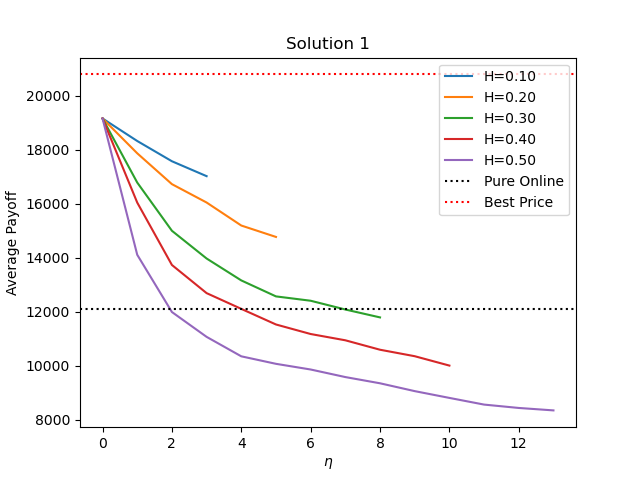 Solution 1
Average Payoff
20000
18000
16000
14000
12000
10000
8000
0 2 4 6 8 10 12
η
H=0.10
H=0.20
H=0.30
H=0.40
H=0.50
Pure Online
Best Price